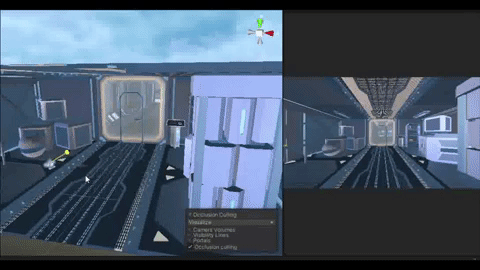 Occlusion Culling
Visualize
Camera Volumes
Visibility Lines
Portals
Occlusion Culling